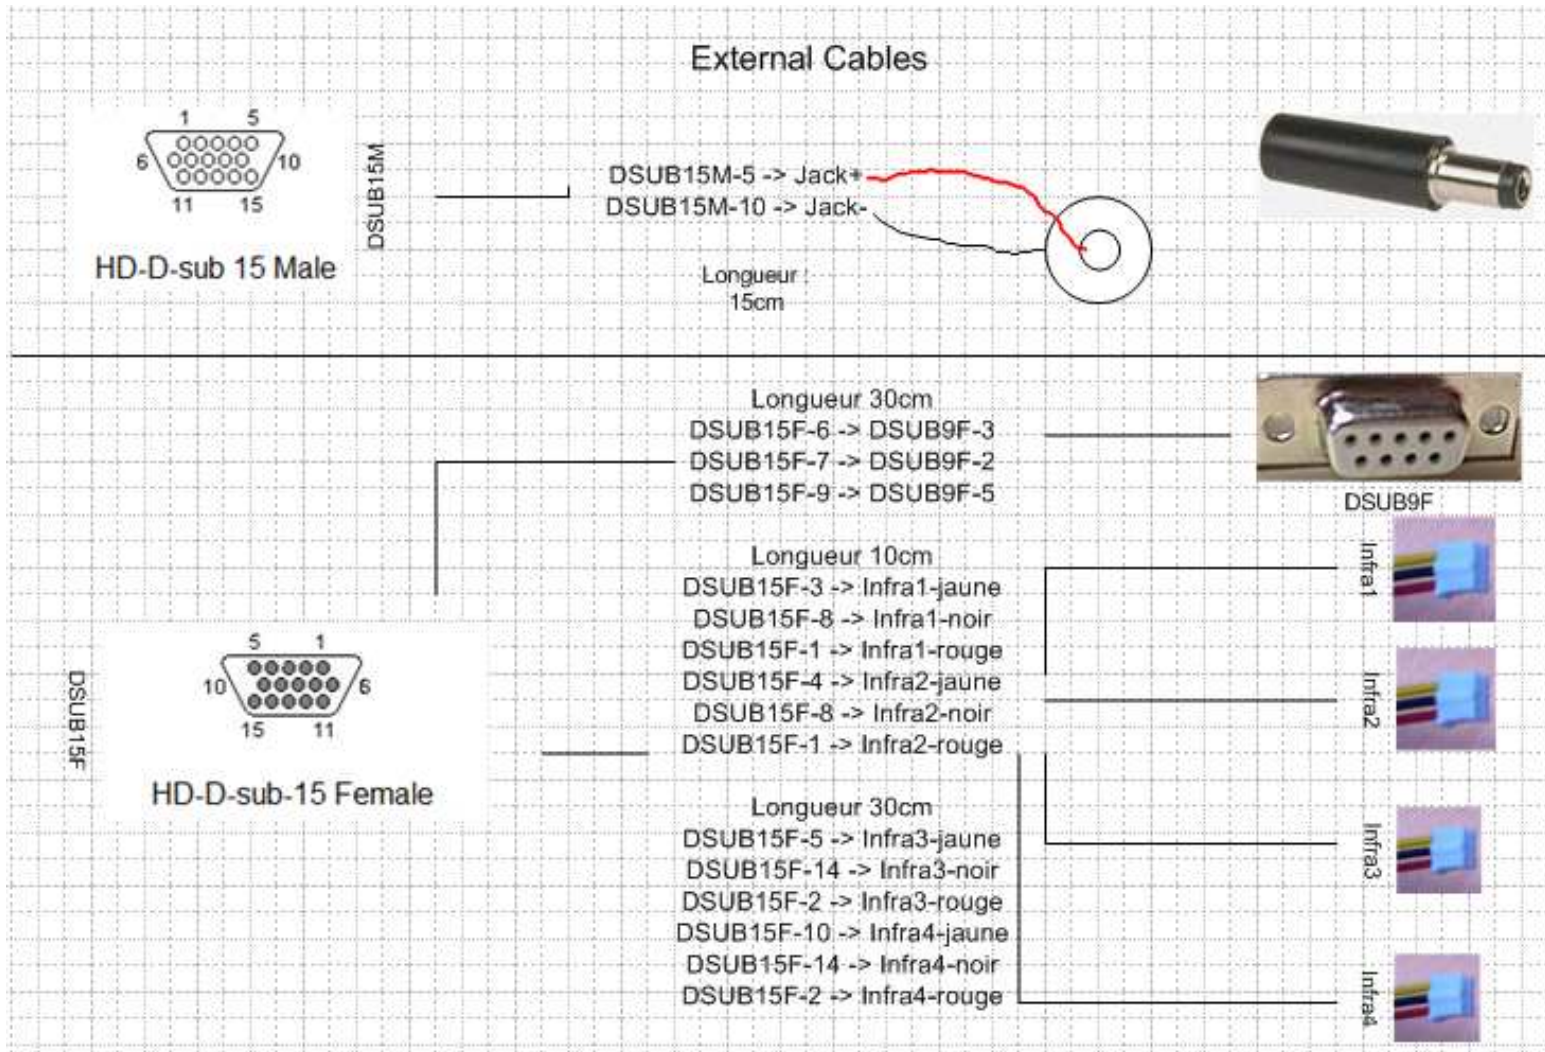 External Cables
1 5
6 10
11 15
HD-D-sub 15 Male
DSUB15M
DSUB15M-5 -> Jack+
DSUB15M-10 -> Jack-
Longueur :
15cm
Longueur 30cm
DSUB15F-6 -> DSUB9F-3
DSUB15F-7 -> DSUB9F-2
DSUB15F-9 -> DSUB9F-5
DSUB9F
Longueur 10cm
DSUB15F-3 -> Infra1-jaune
DSUB15F-8 -> Infra1-noir
DSUB15F-1 -> Infra1-rouge
DSUB15F-4 -> Infra2-jaune
DSUB15F-8 -> Infra2-noir
DSUB15F-1 -> Infra2-rouge
Infra1
Infra2
DSUB15F
5 1
10 6
15 11
HD-D-sub-15 Female
Longueur 30cm
DSUB15F-5 -> Infra3-jaune
DSUB15F-14 -> Infra3-noir
DSUB15F-2 -> Infra3-rouge
DSUB15F-10 -> Infra4-jaune
DSUB15F-14 -> Infra4-noir
DSUB15F-2 -> Infra4-rouge
Infra3
Infra4